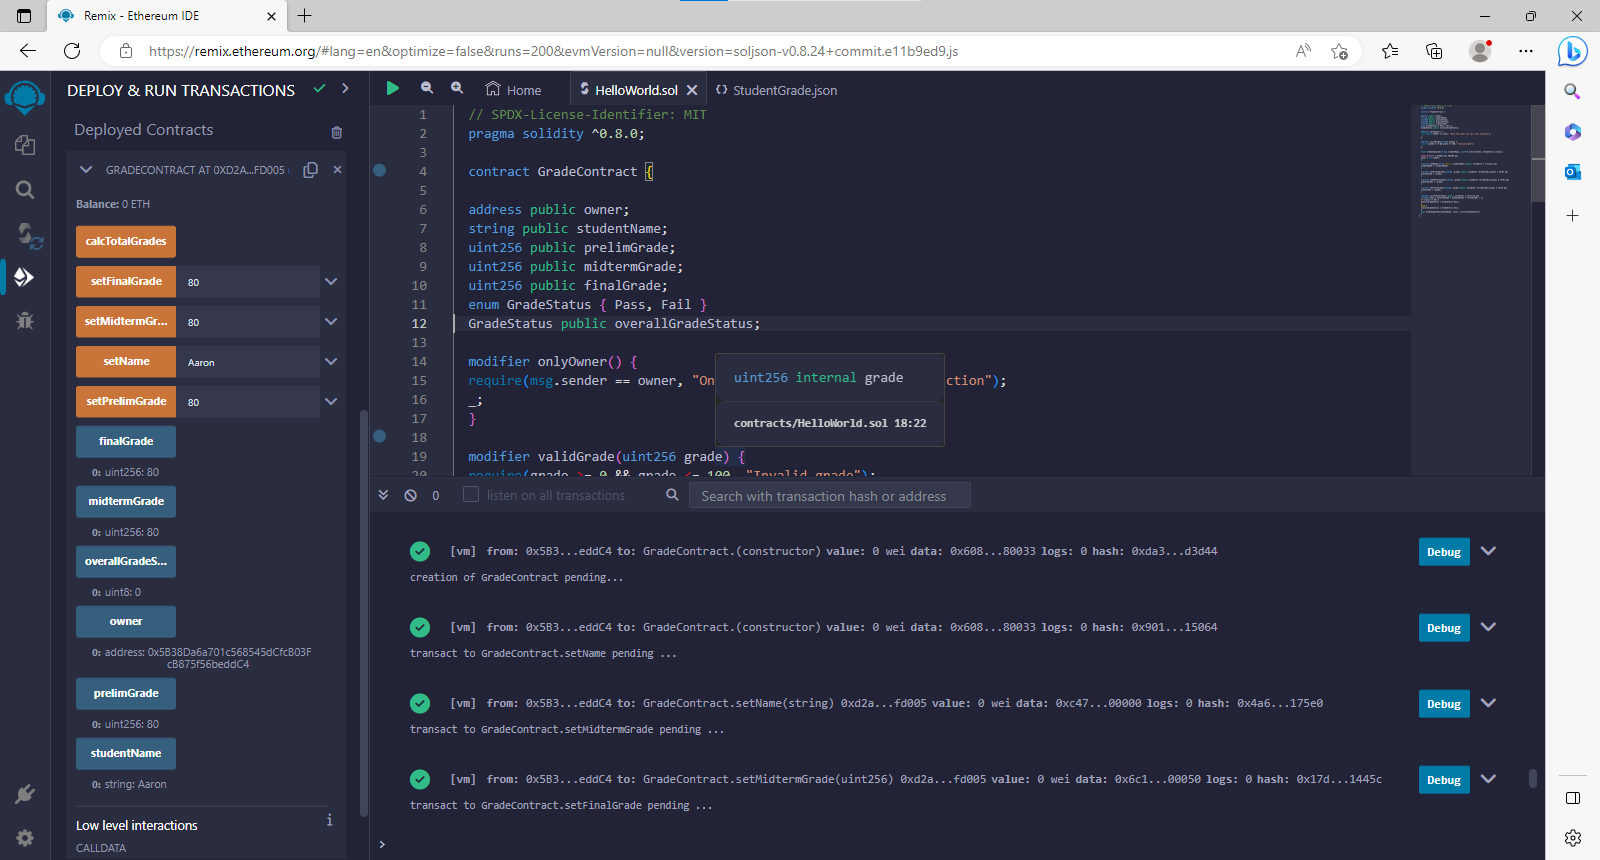 Remix - Ethereum IDE
https://remix.ethereum.org/#lang=en&optimize=false&runs=200&evmVersion=null&version=soljson-v0.8.24+commit.e11b9ed9.js
DEPLOY & RUN TRANSACTIONS
Deployed Contracts
GRADECONTRACT AT 0XD2A...FD005
Balance: 0 ETH
calcTotalGrades
setFinalGrade 80
setMidtermGr... 80
setName Aaron
setPrelimGrade 80
finalGrade
0: uint256: 80
midtermGrade
0: uint256: 80
overallGradeS...
0: uint8: 0
owner
0: address: 0x5B38Da6a701c568545dCfcB03F
cB875f56beddC4
prelimGrade
0: uint256: 80
studentName
0: string: Aaron
Low level interactions
i
CALLDATA
Home HelloWorld.sol StudentGrade.json
1 // SPDX-License-Identifier: MIT
2 pragma solidity ^0.8.0;
3
4 contract GradeContract {
5
6 address public owner;
7 string public studentName;
8 uint256 public prelimGrade;
9 uint256 public midtermGrade;
10 uint256 public finalGrade;
11 enum GradeStatus { Pass, Fail }
12 GradeStatus public overallGradeStatus;
13
14 modifier onlyOwner() {
15 require(msg.sender == owner, "On ction");
16 _;
17 }
18
19 modifier validGrade(uint256 grade) {
20 require(grade >= 0 && grade <= 100, "Invalid grade");
uint256 internal grade
contracts/HelloWorld.sol 18:22
0 listen on all transactions Search with transaction hash or address
[vm] from: 0x5B3...eddC4 to: GradeContract.(constructor) value: 0 wei data: 0x608...80033 logs: 0 hash: 0xda3...d3d44 Debug
creation of GradeContract pending...
[vm] from: 0x5B3...eddC4 to: GradeContract.(constructor) value: 0 wei data: 0x608...80033 logs: 0 hash: 0x901...15064 Debug
transact to GradeContract.setName pending ...
[vm] from: 0x5B3...eddC4 to: GradeContract.setName(string) 0xd2a...fd005 value: 0 wei data: 0xc47...00000 logs: 0 hash: 0x4a6...175e0 Debug
transact to GradeContract.setMidtermGrade pending ...
[vm] from: 0x5B3...eddC4 to: GradeContract.setMidtermGrade(uint256) 0xd2a...fd005 value: 0 wei data: 0x6c1...00050 logs: 0 hash: 0x17d...1445c Debug
transact to GradeContract.setFinalGrade pending ...
>